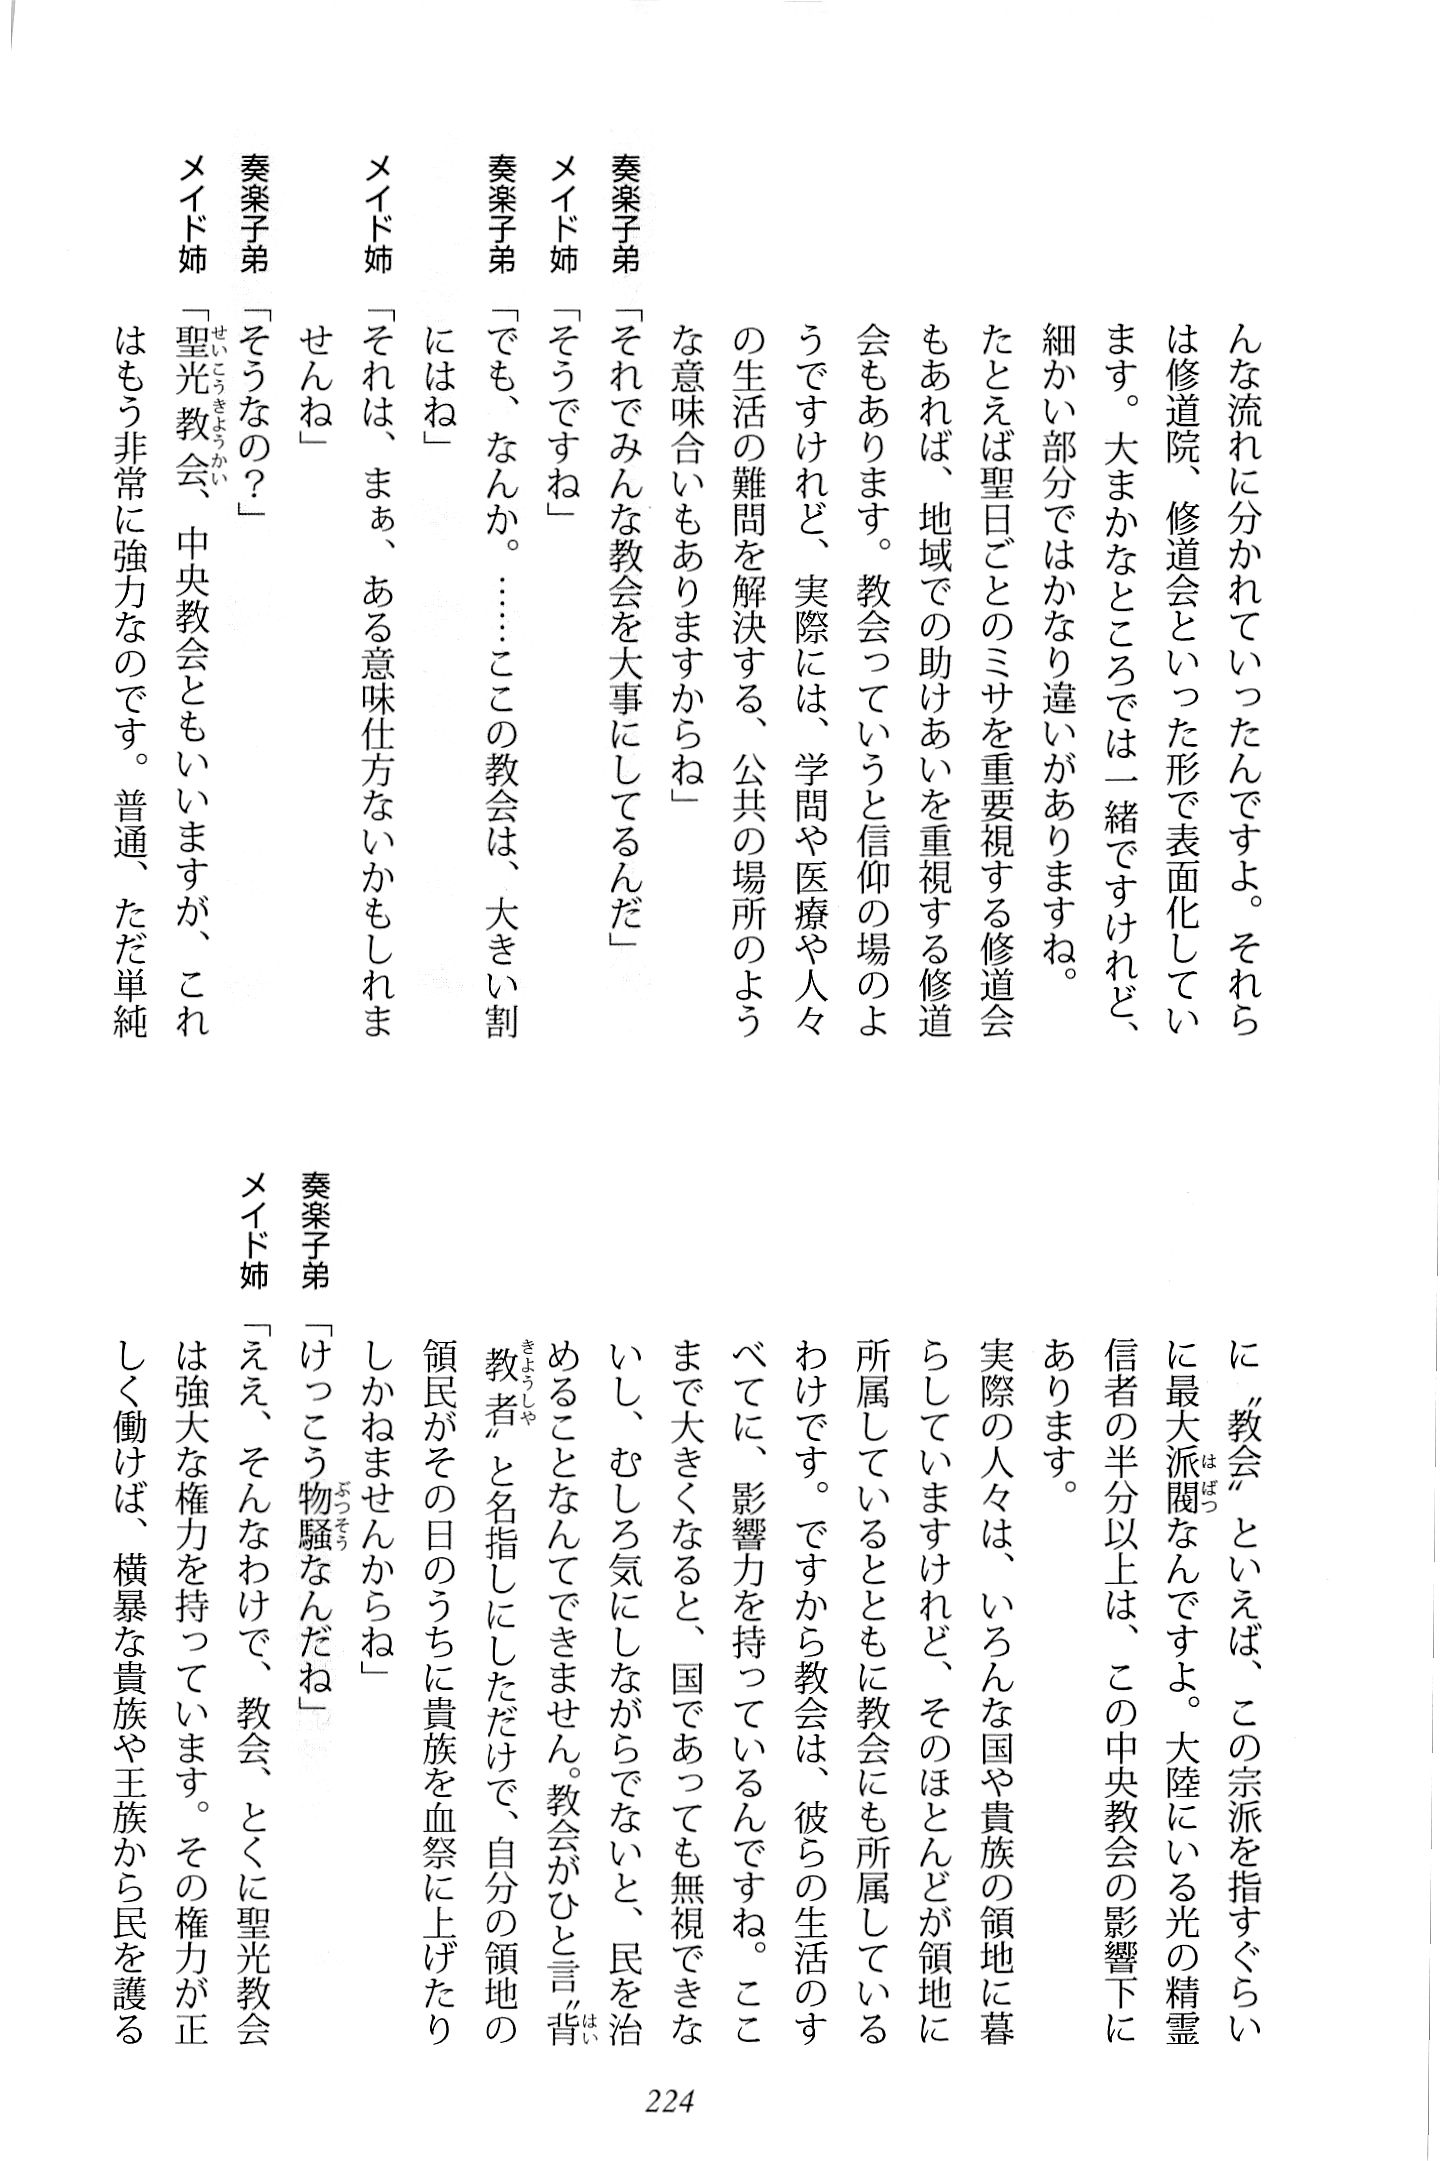 んな流れに分かれていったんですよ。それら
は修道院、修道会といった形で表面化してい
ます。大まかなところでは一緒ですけれど、
細かい部分ではかなり違いがありますね。
たとえば聖日ごとのミサを重要視する修道会
もあれば、地域での助けあいを重視する修道
会もあります。教会っていうと信仰の場のよ
うですけれど、実際には、学問や医療や人々
の生活の難問を解決する、公共の場所のよう
な意味合いもありますからね」
奏楽子弟「それでみんな教会を大事にしてるんだ」
メイド姉「そうですね」
奏楽子弟「でも、なんか。……ここの教会は、大きい割
にはね」
メイド姉「それは、まぁ、ある意味仕方ないかもしれま
せんね」
奏楽子弟「そうなの？」
メイド姉「聖光教会、中央教会ともいいますが、これ
はもう非常に強力なのです。普通、ただ単純
に〝教会〟といえば、この宗派を指すぐらい
に最大派閥なんですよ。大陸にいる光の精霊
信者の半分以上は、この中央教会の影響下に
あります。
実際の人々は、いろんな国や貴族の領地に暮
らしていますけれど、そのほとんどが領地に
所属しているとともに教会にも所属している
わけです。ですから教会は、彼らの生活のす
べてに、影響力を持っているんですね。ここ
まで大きくなると、国であっても無視できな
いし、むしろ気にしながらでないと、民を治
めることなんてできません。教会がひと言〝背
教者〟と名指しにしただけで、自分の領地の
領民がその日のうちに貴族を血祭に上げたり
しかねませんからね」
奏楽子弟「けっこう物騒なんだね」
メイド姉「ええ、そんなわけで、教会、とくに聖光教会
は強大な権力を持っています。その権力が正
しく働けば、横暴な貴族や王族から民を護る
224